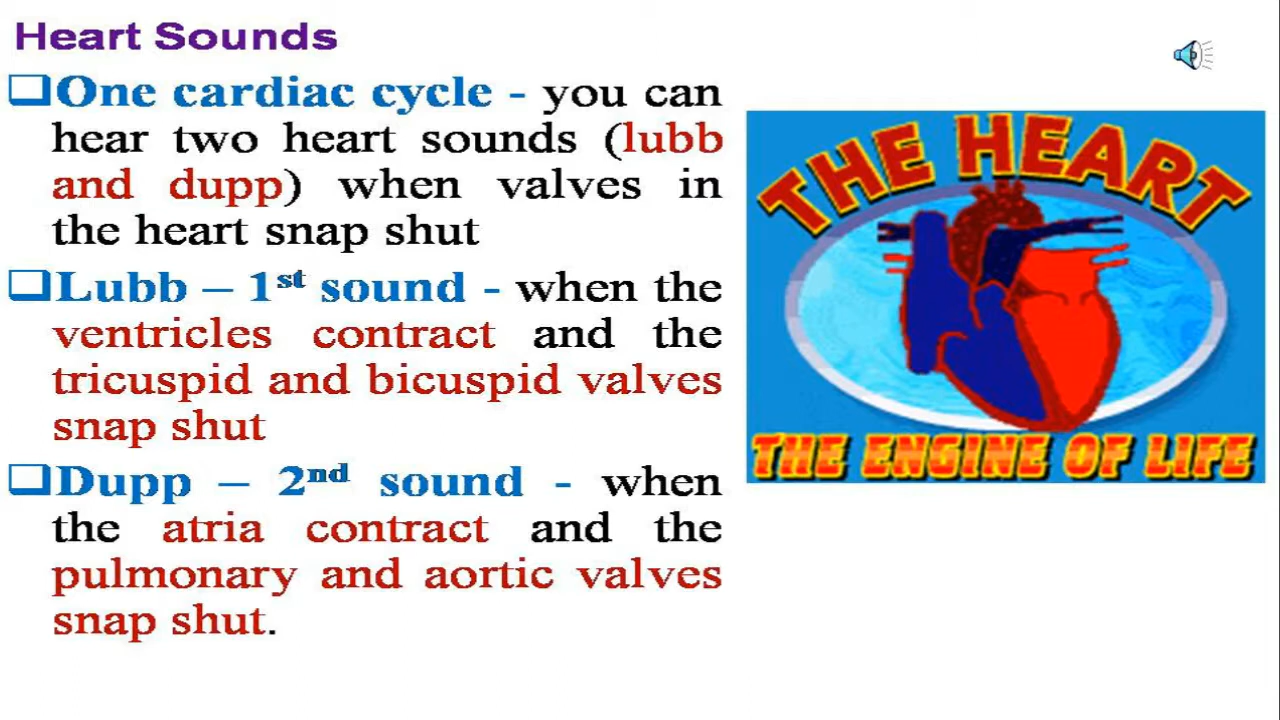 Heart Sounds
❑One cardiac cycle - you can
hear two heart sounds (lubb
and dupp) when valves in
the heart snap shut
❑Lubb – 1st sound - when the
ventricles contract and the
tricuspid and bicuspid valves
snap shut
❑Dupp – 2nd sound - when
the atria contract and the
pulmonary and aortic valves
snap shut.
THE HEART
THE ENGINE OF LIFE